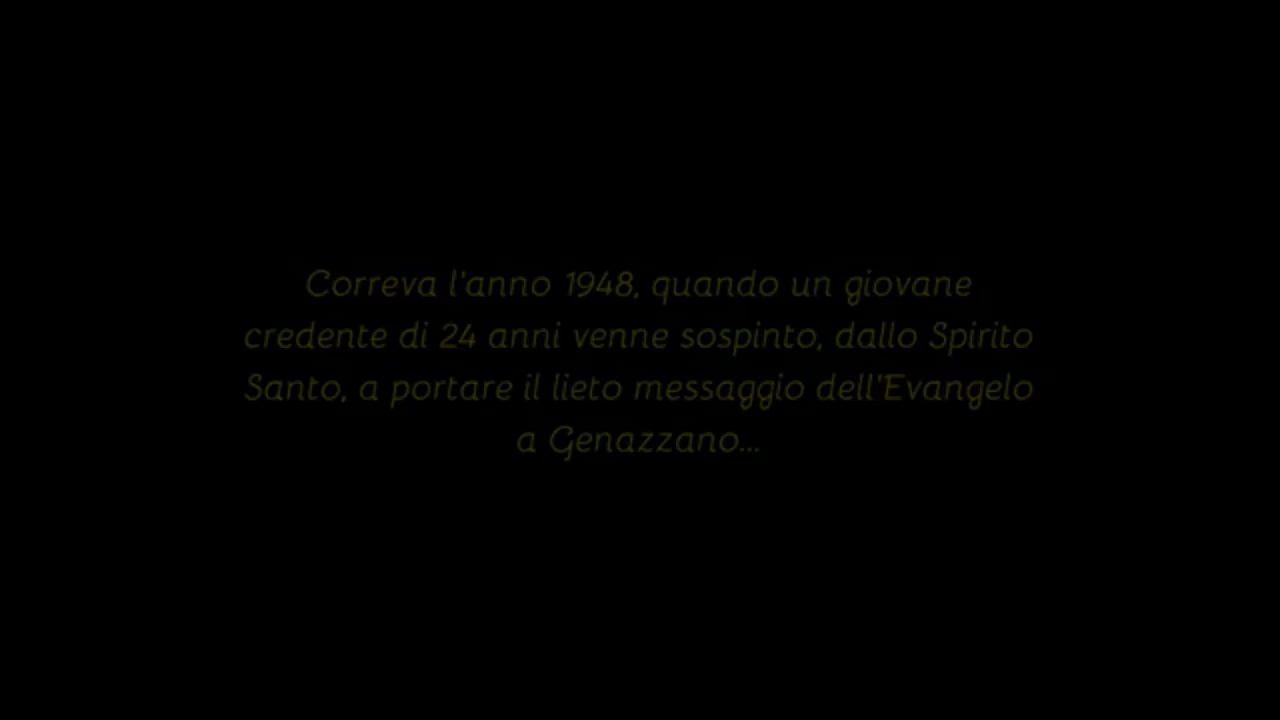 Correva l'anno 1948, quando un giovane
credente di 24 anni venne sospinto, dallo Spirito
Santo, a portare il lieto messaggio dell'Evangelo
a Genazzano...